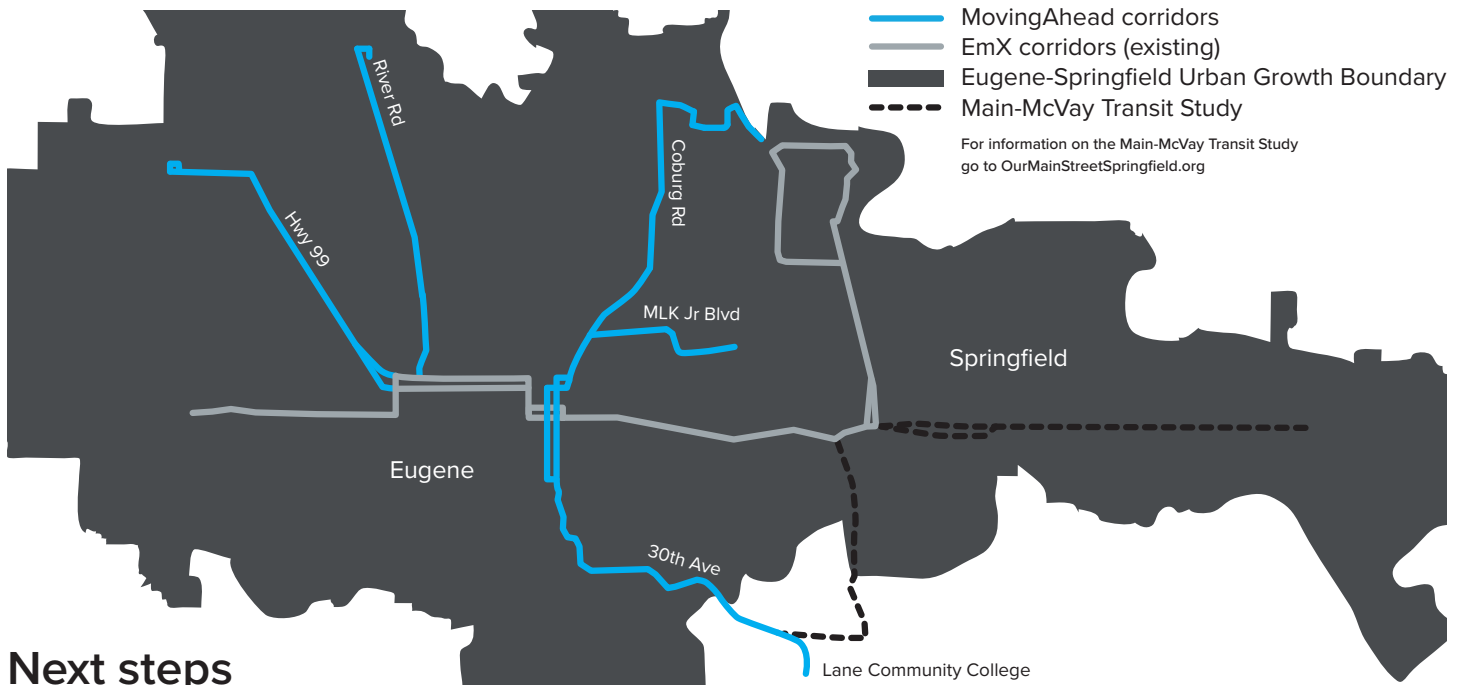 MovingAhead corridors
EmX corridors (existing)
Eugene-Springfield Urban Growth Boundary
Main-McVay Transit Study
For information on the Main-McVay Transit Study
go to OurMainStreetSpringfield.org
River Rd
Coburg Rd
Hwy 99
MLK Jr Blvd
Springfield
Eugene
30th Ave
Lane Community College
Next steps